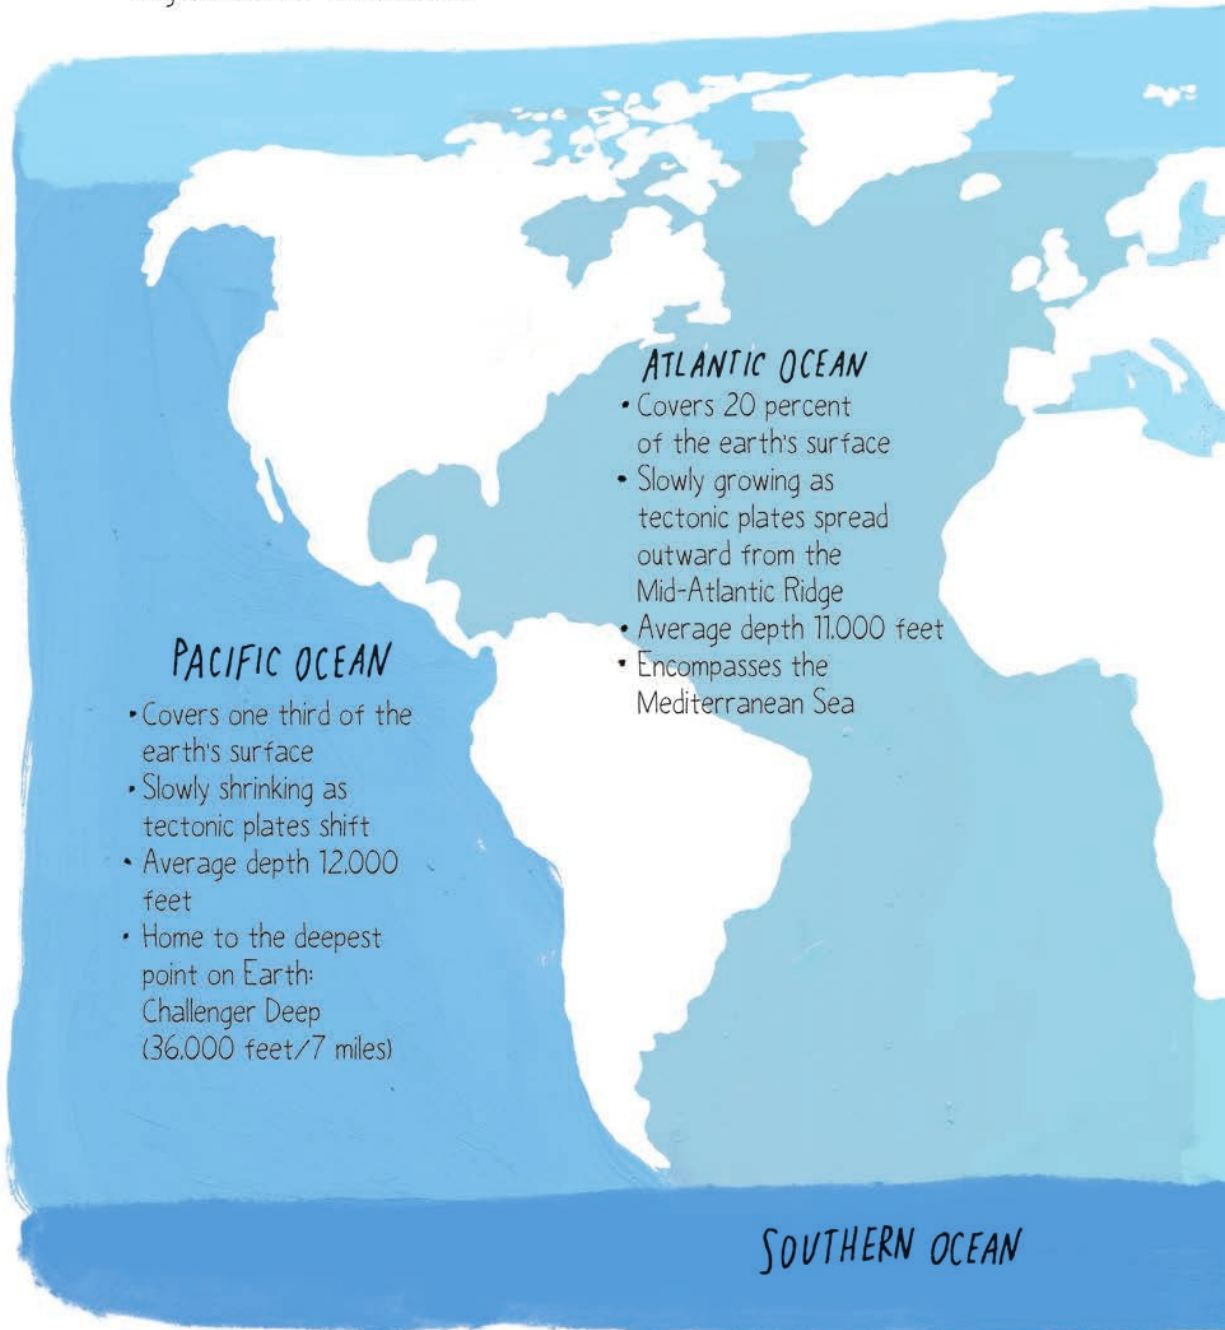 ATLANTIC OCEAN
• Covers 20 percent
of the earth's surface
• Slowly growing as
tectonic plates spread
outward from the
Mid-Atlantic Ridge
• Average depth 11,000 feet
• Encompasses the
Mediterranean Sea
PACIFIC OCEAN
• Covers one third of the
earth's surface
• Slowly shrinking as
tectonic plates shift
• Average depth 12,000
feet
• Home to the deepest
point on Earth:
Challenger Deep
(36,000 feet/7 miles)
SOUTHERN OCEAN